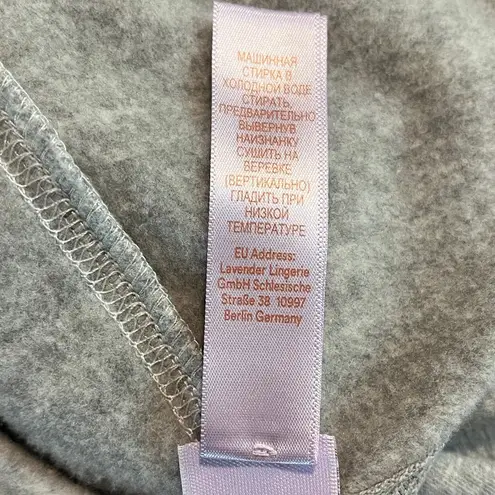 МАШИННАЯ
СТИРКА В
ХОЛОДНОЙ ВОДЕ
СТИРАТЬ,
ПРЕДВАРИТЕЛЬНО
ВЫВЕРНУВ
НАИЗНАНКУ
СУШИТЬ НА
ВЕРЕВКЕ
(ВЕРТИКАЛЬНО)
ГЛАДИТЬ ПРИ
НИЗКОЙ
ТЕМПЕРАТУРЕ
EU Address:
Lavender Lingerie
GmbH Schlesische
Straße 38 10997
Berlin Germany